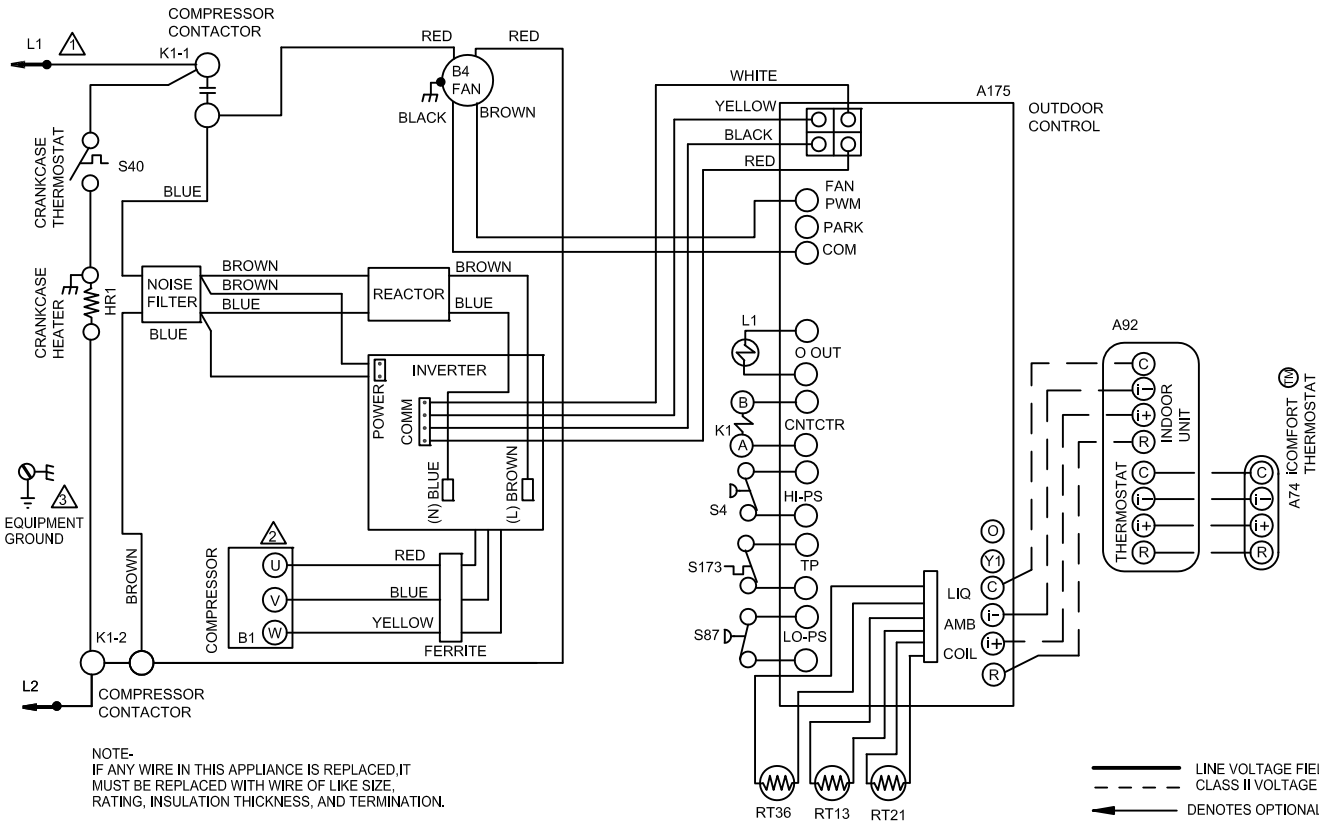 COMPRESSOR
CONTACTOR
L1
1
K1-1
RED
RED
B4
FAN
BLACK
BROWN
WHITE
YELLOW
BLACK
RED
A175
OUTDOOR
CONTROL
CRANKCASE
THERMOSTAT
S40
BLUE
FAN
PWM
PARK
COM
CRANKCASE
HEATER
HR1
NOISE
FILTER
BLUE
BROWN
BROWN
BLUE
REACTOR
BROWN
BLUE
INVERTER
POWER
COMM
(N) BLUE
(L) BROWN
L1
O OUT
B
K1
A
CNTCTR
S4
HI-PS
S173
TP
S87
LO-PS
A92
C
i-
i+
R
INDOOR
UNIT
THERMOSTAT
C
i-
i+
R
C
i-
i+
R
A74 iCOMFORT TM
THERMOSTAT
O
Y1
C
i-
i+
R
LIQ
AMB
COIL
3
EQUIPMENT
GROUND
BROWN
2
COMPRESSOR
U
V
B1 W
RED
BLUE
YELLOW
FERRITE
K1-2
L2
COMPRESSOR
CONTACTOR
NOTE-
IF ANY WIRE IN THIS APPLIANCE IS REPLACED,IT
MUST BE REPLACED WITH WIRE OF LIKE SIZE,
RATING, INSULATION THICKNESS, AND TERMINATION.
RT36
RT13
RT21
LINE VOLTAGE FIEL
CLASS II VOLTAGE
DENOTES OPTIONAL